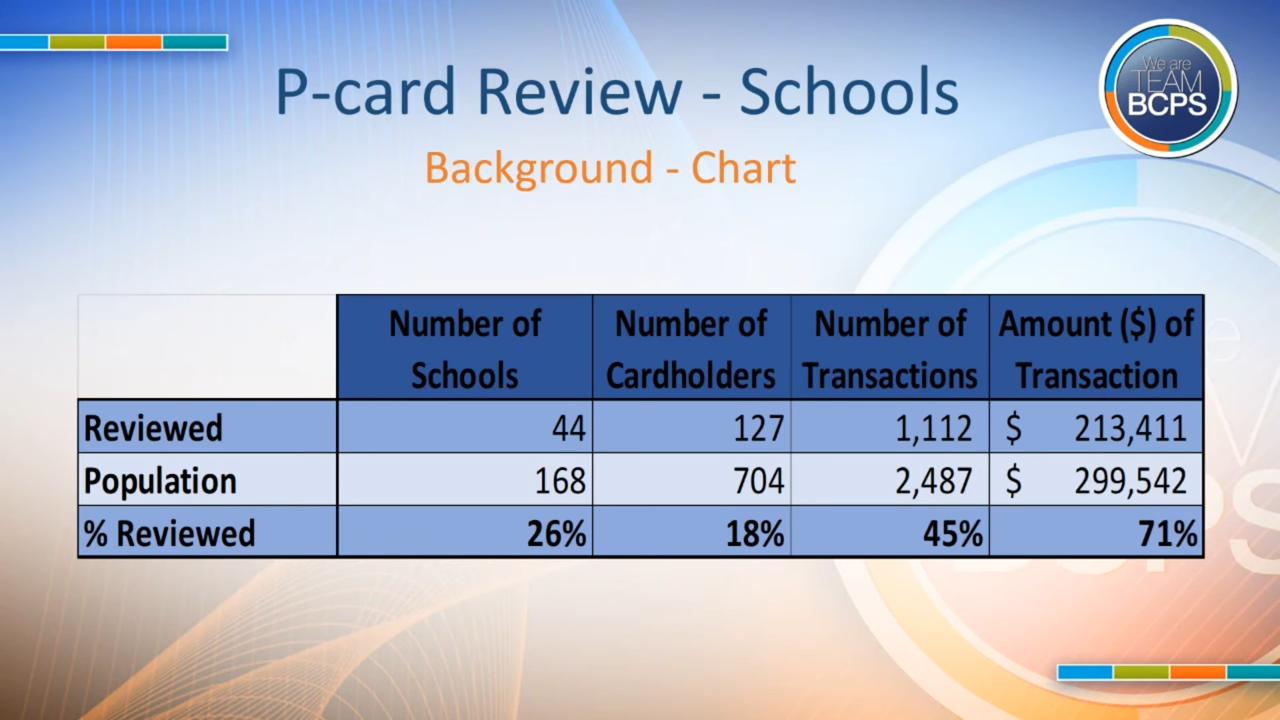 We are
TEAM
BCPS
P-card Review - Schools
Background - Chart
Number of Schools Number of Cardholders Number of Transactions Amount ($) of Transaction
Reviewed 44 127 1,112 $ 213,411
Population 168 704 2,487 $ 299,542
% Reviewed 26% 18% 45% 71%